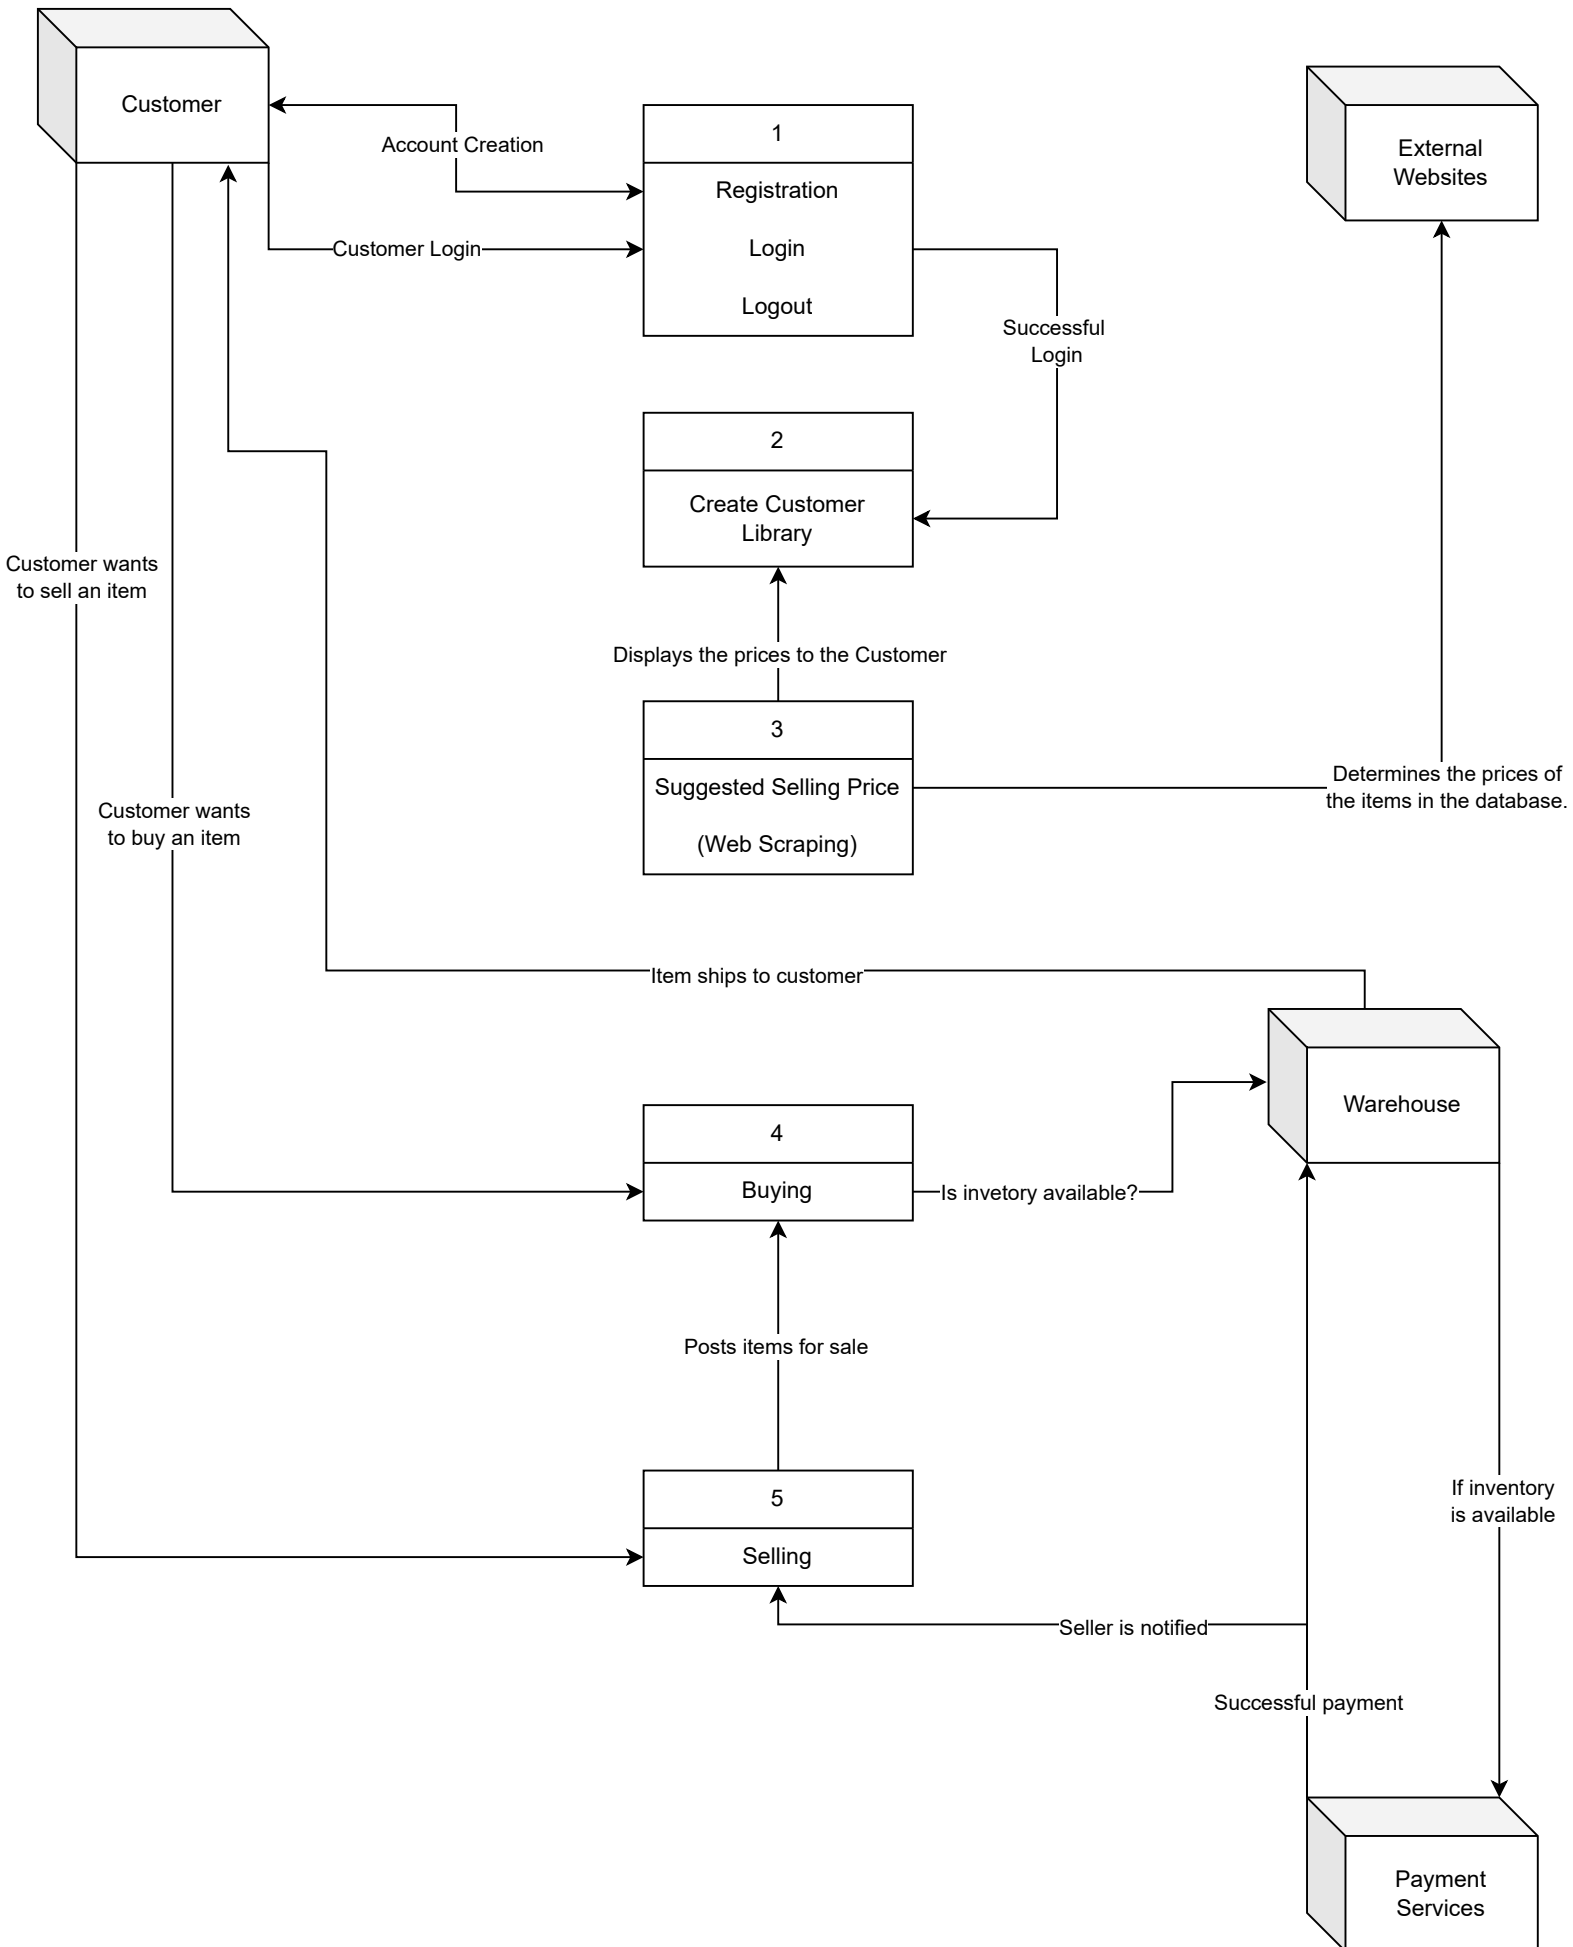 Customer
Account Creation
Customer Login
1
Registration
Login
Logout
External
Websites
Successful
Login
2
Create Customer
Library
Customer wants
to sell an item
Displays the prices to the Customer
3
Suggested Selling Price
(Web Scraping)
Determines the prices of
the items in the database.
Customer wants
to buy an item
Item ships to customer
Warehouse
4
Buying
Is invetory available?
Posts items for sale
5
Selling
If inventory
is available
Seller is notified
Successful payment
Payment
Services